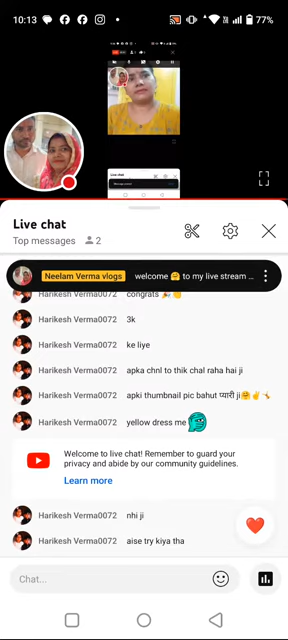 10:13
77%
Live chat
Top messages 2
Neelam Verma vlogs welcome 🤗 to my live stream ...
Harikesh Verma0072 congrats 🎉👏
Harikesh Verma0072 3k
Harikesh Verma0072 ke liye
Harikesh Verma0072 apka chnl to thik chal raha hai ji
Harikesh Verma0072 apki thumbnail pic bahut प्यारी ji🤗✌️🤸
Harikesh Verma0072 yellow dress me
Welcome to live chat! Remember to guard your
privacy and abide by our community guidelines.
Learn more
Harikesh Verma0072 nhi ji
Harikesh Verma0072 aise try kiya tha
Chat...